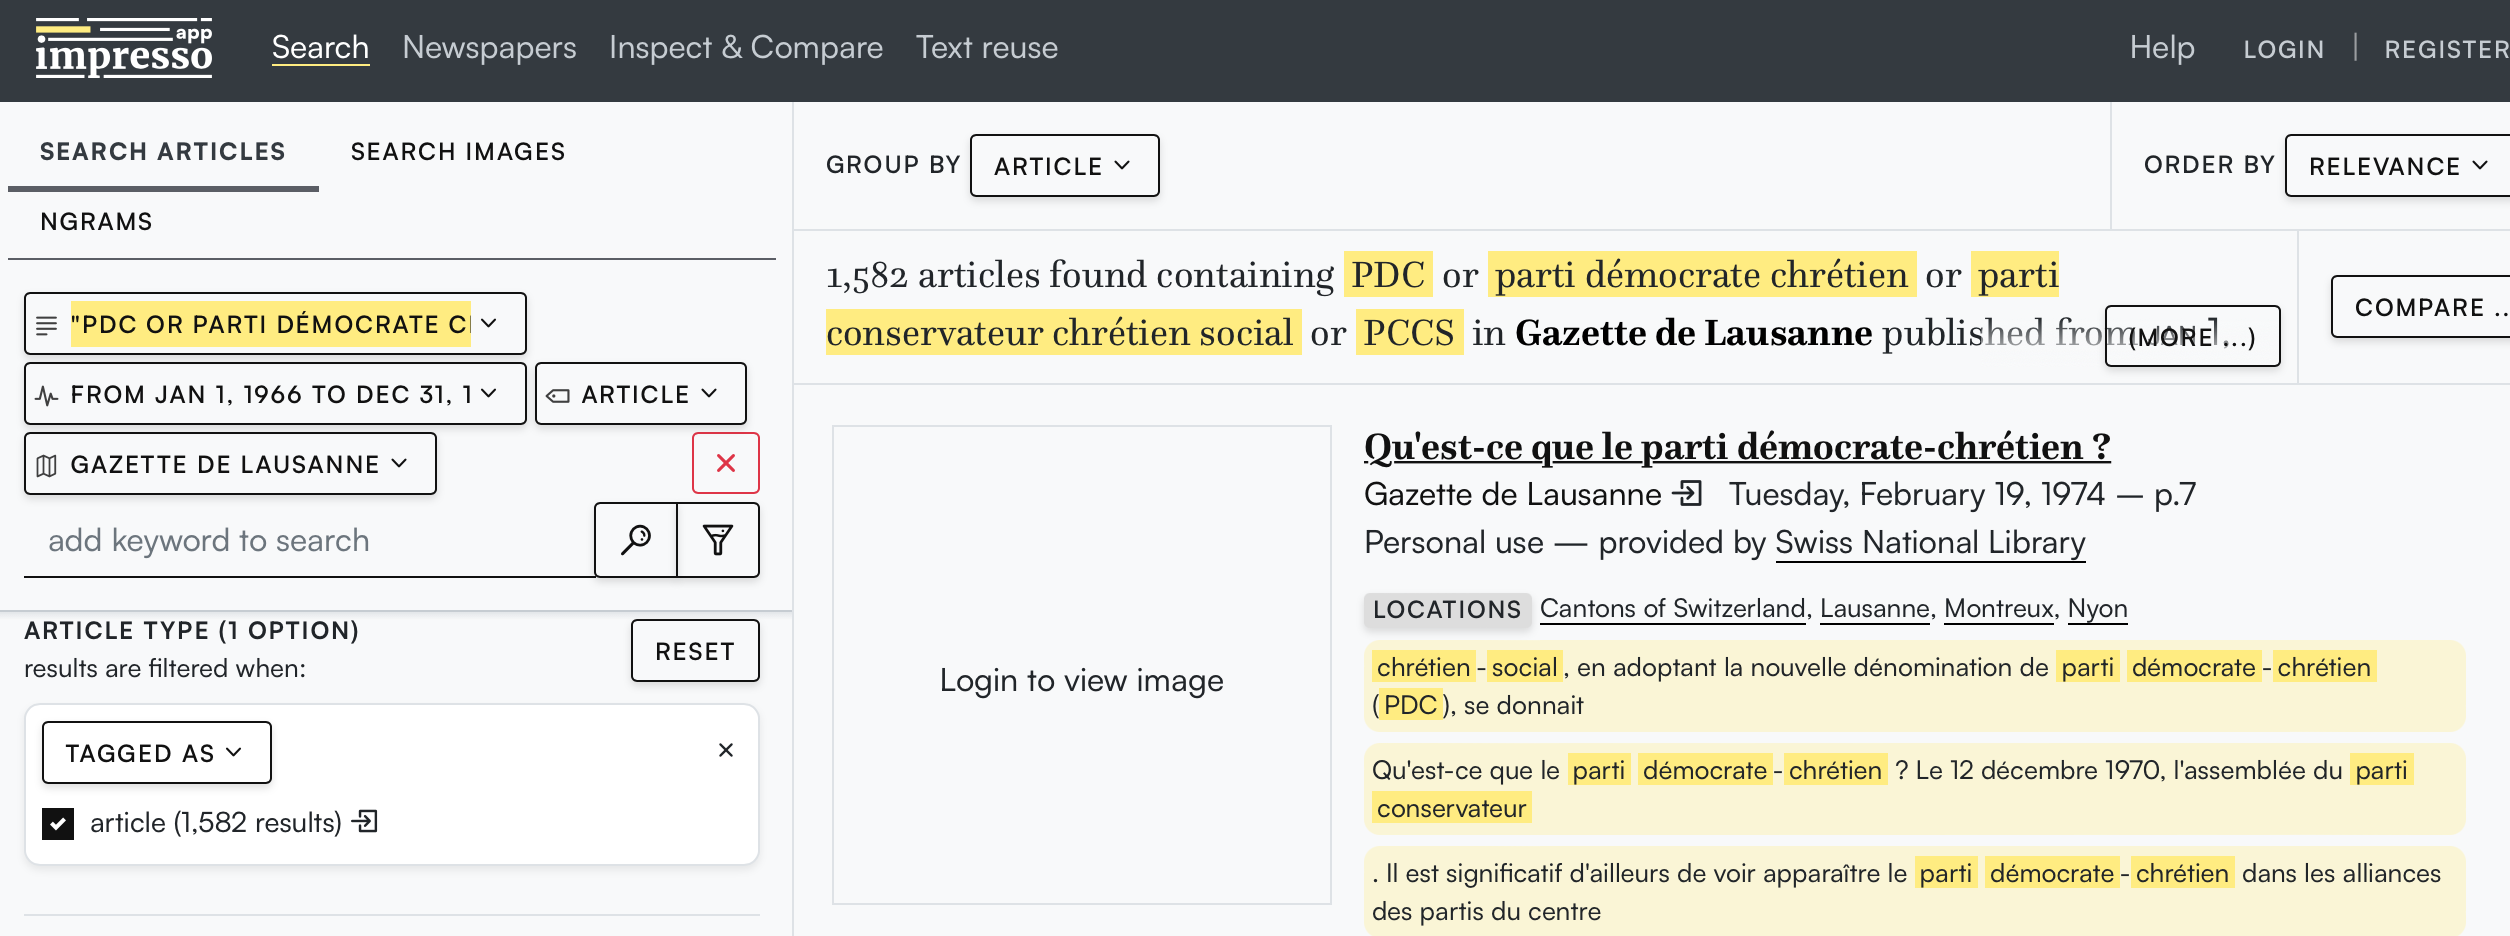 app
impresso
Search Newspapers Inspect & Compare Text reuse
Help LOGIN | REGISTER
SEARCH ARTICLES SEARCH IMAGES
NGRAMS
"PDC OR PARTI DÉMOCRATE C
FROM JAN 1, 1966 TO DEC 31, 1
ARTICLE
GAZETTE DE LAUSANNE
add keyword to search
ARTICLE TYPE (1 OPTION)
results are filtered when:
RESET
TAGGED AS
article (1,582 results)
GROUP BY ARTICLE
ORDER BY RELEVANCE
1,582 articles found containing PDC or parti démocrate chrétien or parti
conservateur chrétien social or PCCS in Gazette de Lausanne published from JAN 1,
(MORE ...)
COMPARE ..
Login to view image
Qu'est-ce que le parti démocrate-chrétien ?
Gazette de Lausanne Tuesday, February 19, 1974 — p.7
Personal use — provided by Swiss National Library
LOCATIONS Cantons of Switzerland, Lausanne, Montreux, Nyon
chrétien-social, en adoptant la nouvelle dénomination de parti démocrate-chrétien
(PDC), se donnait
Qu'est-ce que le parti démocrate-chrétien ? Le 12 décembre 1970, l'assemblée du parti
conservateur
. Il est significatif d'ailleurs de voir apparaître le parti démocrate-chrétien dans les alliances
des partis du centre